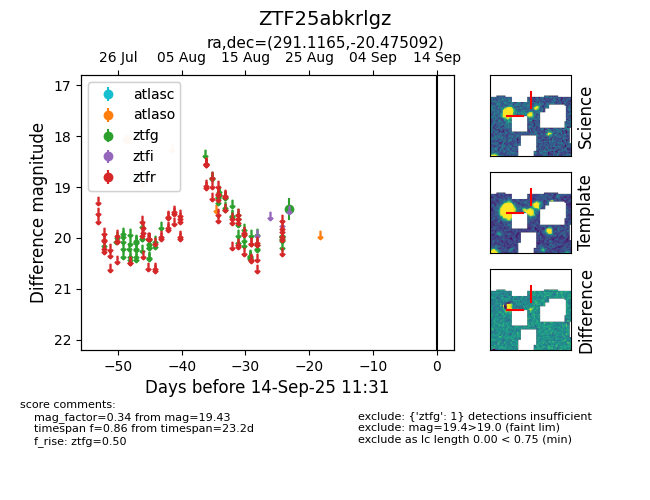 ZTF25abkrlgz
ra,dec=(291.1165,-20.475092)
26 Jul 05 Aug 15 Aug 25 Aug 04 Sep 14 Sep
17
18
19
20
21
22
Difference magnitude
atlasc
atlaso
ztfg
ztfi
ztfr
−50 −40 −30 −20 −10 0
Days before 14-Sep-25 11:31
Science
Template
Difference
score comments:
mag_factor=0.34 from mag=19.43
timespan f=0.86 from timespan=23.2d
f_rise: ztfg=0.50
exclude: {'ztfg': 1} detections insufficient
exclude: mag=19.4>19.0 (faint lim)
exclude as lc length 0.00 < 0.75 (min)